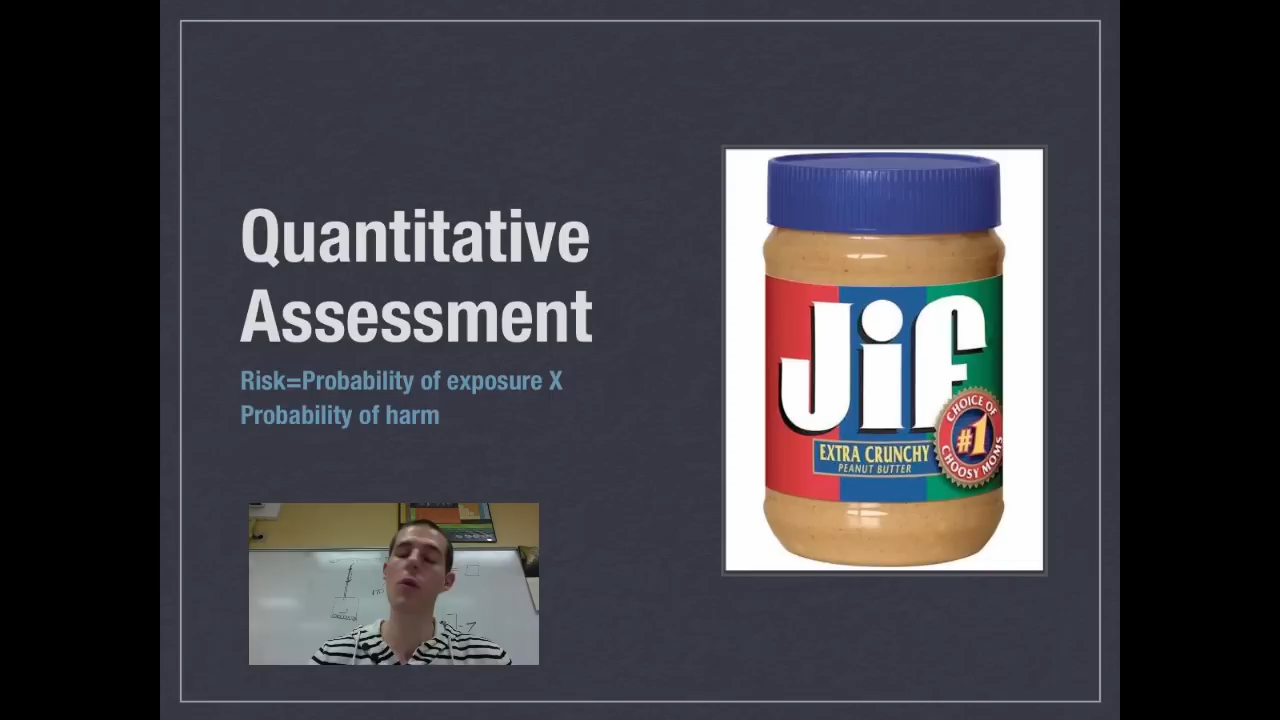 Quantitative
Assessment
Risk=Probability of exposure X
Probability of harm
Jif
EXTRA CRUNCHY
PEANUT BUTTER
CHOICE OF
#1
CHOOSY MOMS